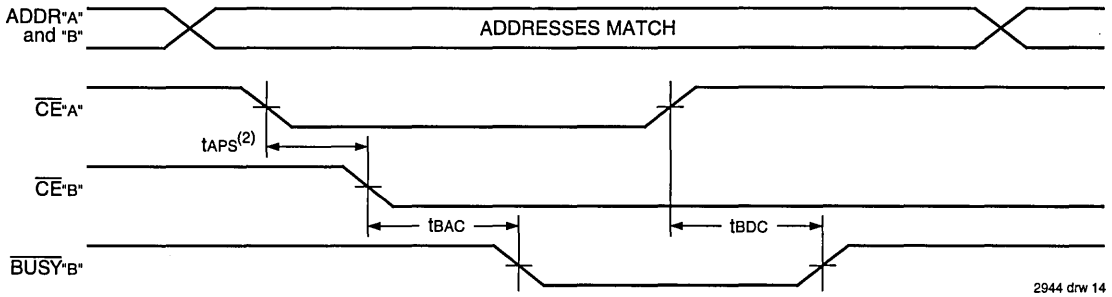 ADDR"A"
and "B"
ADDRESSES MATCH
CE"A"
tAPS(2)
CE"B"
tBAC
tBDC
BUSY"B"
2944 drw 14